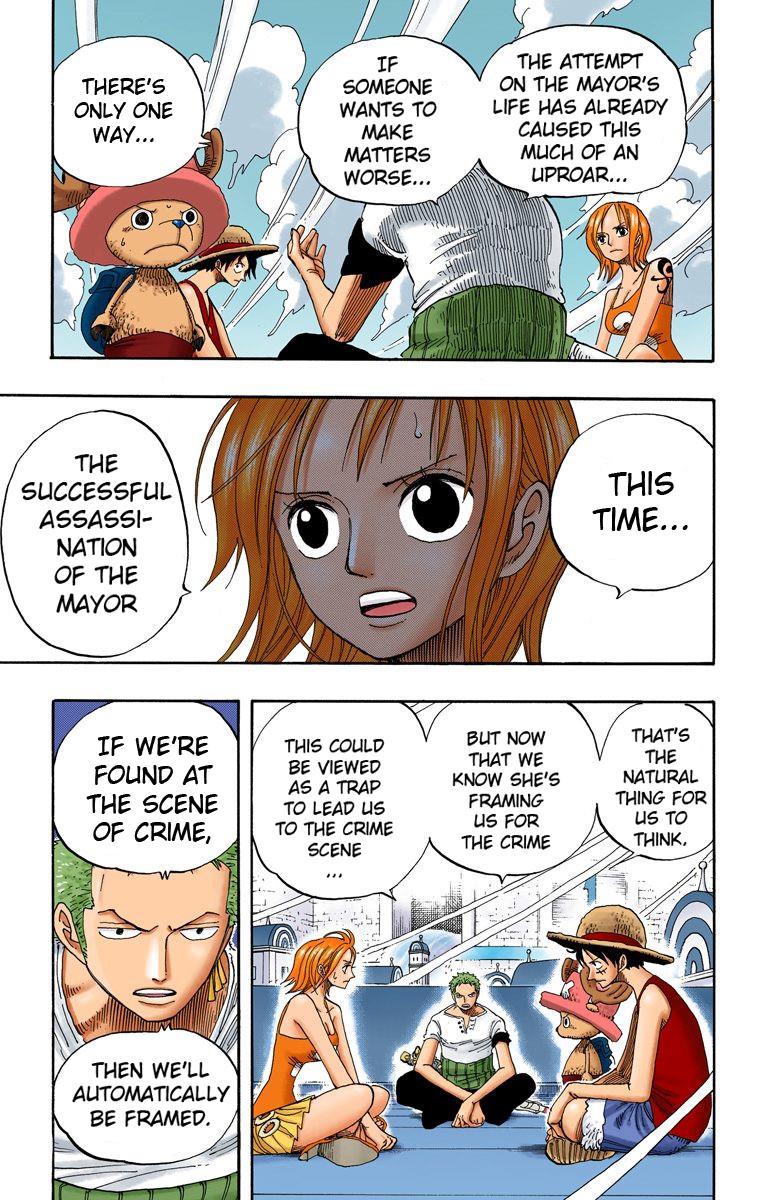 THE ATTEMPT
ON THE MAYOR'S
LIFE HAS ALREADY
CAUSED THIS
MUCH OF AN
UPROAR...
IF
SOMEONE
WANTS TO
MAKE
MATTERS
WORSE...
THERE'S
ONLY ONE
WAY...
THIS
TIME...
THE
SUCCESSFUL
ASSASSI-
NATION
OF THE
MAYOR
THAT'S
THE
NATURAL
THING FOR
US TO
THINK.
BUT NOW
THAT WE
KNOW SHE'S
FRAMING
US FOR
THE CRIME
THIS COULD
BE VIEWED
AS A TRAP
TO LEAD US
TO THE CRIME
SCENE
...
IF WE'RE
FOUND AT
THE SCENE
OF CRIME,
THEN WE'LL
AUTOMATICALLY
BE FRAMED.